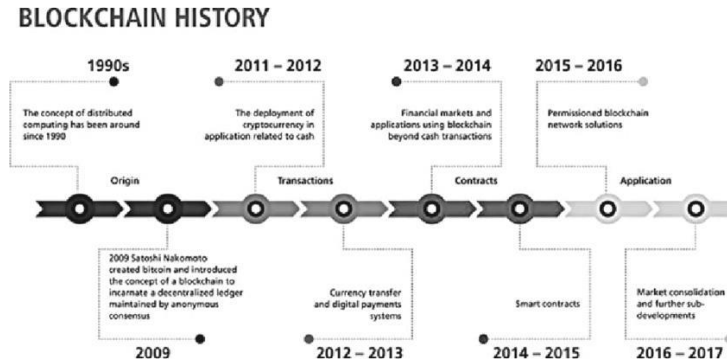 BLOCKCHAIN HISTORY
1990s
2011 – 2012
2013 – 2014
2015 – 2016
The concept of distributed
computing has been around
since 1990
The deployment of
cryptocurrency in
application related to cash
Financial markets and
applications using blockchain
beyond cash transactions
Permissioned blockchain
network solutions
Origin
Transactions
Contracts
Application
2009 Satoshi Nakomoto
created bitcoin and introduced
the concept of a blockchain to
incarnate a decentralized ledger
maintained by anonymous
consensus
Currency transfer
and digital payments
systems
Smart contracts
Market consolidation
and further sub-
developments
2009
2012 – 2013
2014 – 2015
2016 – 2017